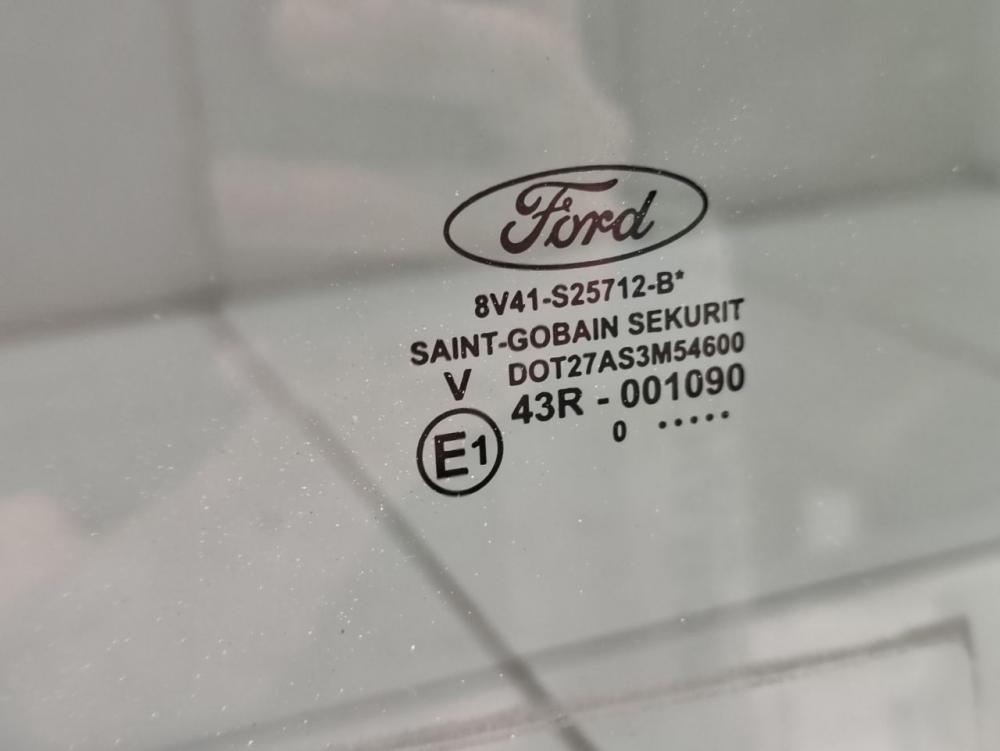 Ford
8V41-S25712-B*
SAINT-GOBAIN SEKURIT
V DOT27AS3M54600
E1 43R - 001090
0 .....